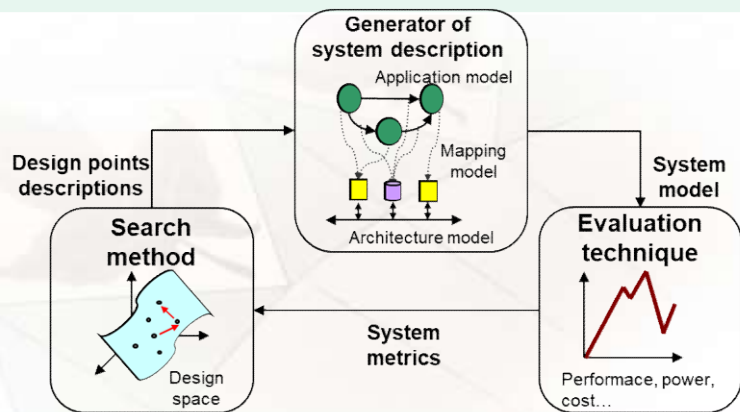 Generator of
system description
Application model
Mapping
model
Architecture model
Design points
descriptions
System
model
Search
method
Design
space
Evaluation
technique
Performace, power,
cost...
System
metrics